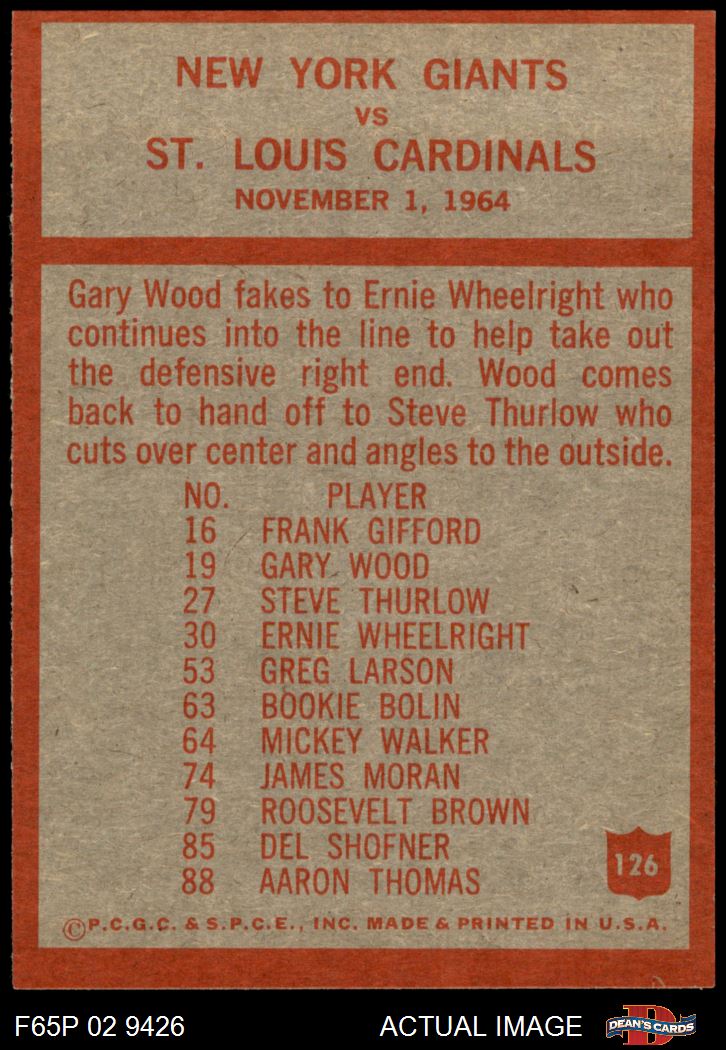 NEW YORK GIANTS
VS
ST. LOUIS CARDINALS
NOVEMBER 1, 1964
Gary Wood fakes to Ernie Wheelright who
continues into the line to help take out
the defensive right end. Wood comes
back to hand off to Steve Thurlow who
cuts over center and angles to the outside.
NO. PLAYER
16 FRANK GIFFORD
19 GARY WOOD
27 STEVE THURLOW
30 ERNIE WHEELRIGHT
53 GREG LARSON
63 BOOKIE BOLIN
64 MICKEY WALKER
74 JAMES MORAN
79 ROOSEVELT BROWN
85 DEL SHOFNER
88 AARON THOMAS
126
©P.C.G.C. & S.P.C.E., INC. MADE & PRINTED IN U.S.A.
F65P 02 9426 ACTUAL IMAGE D DEAN'S CARDS